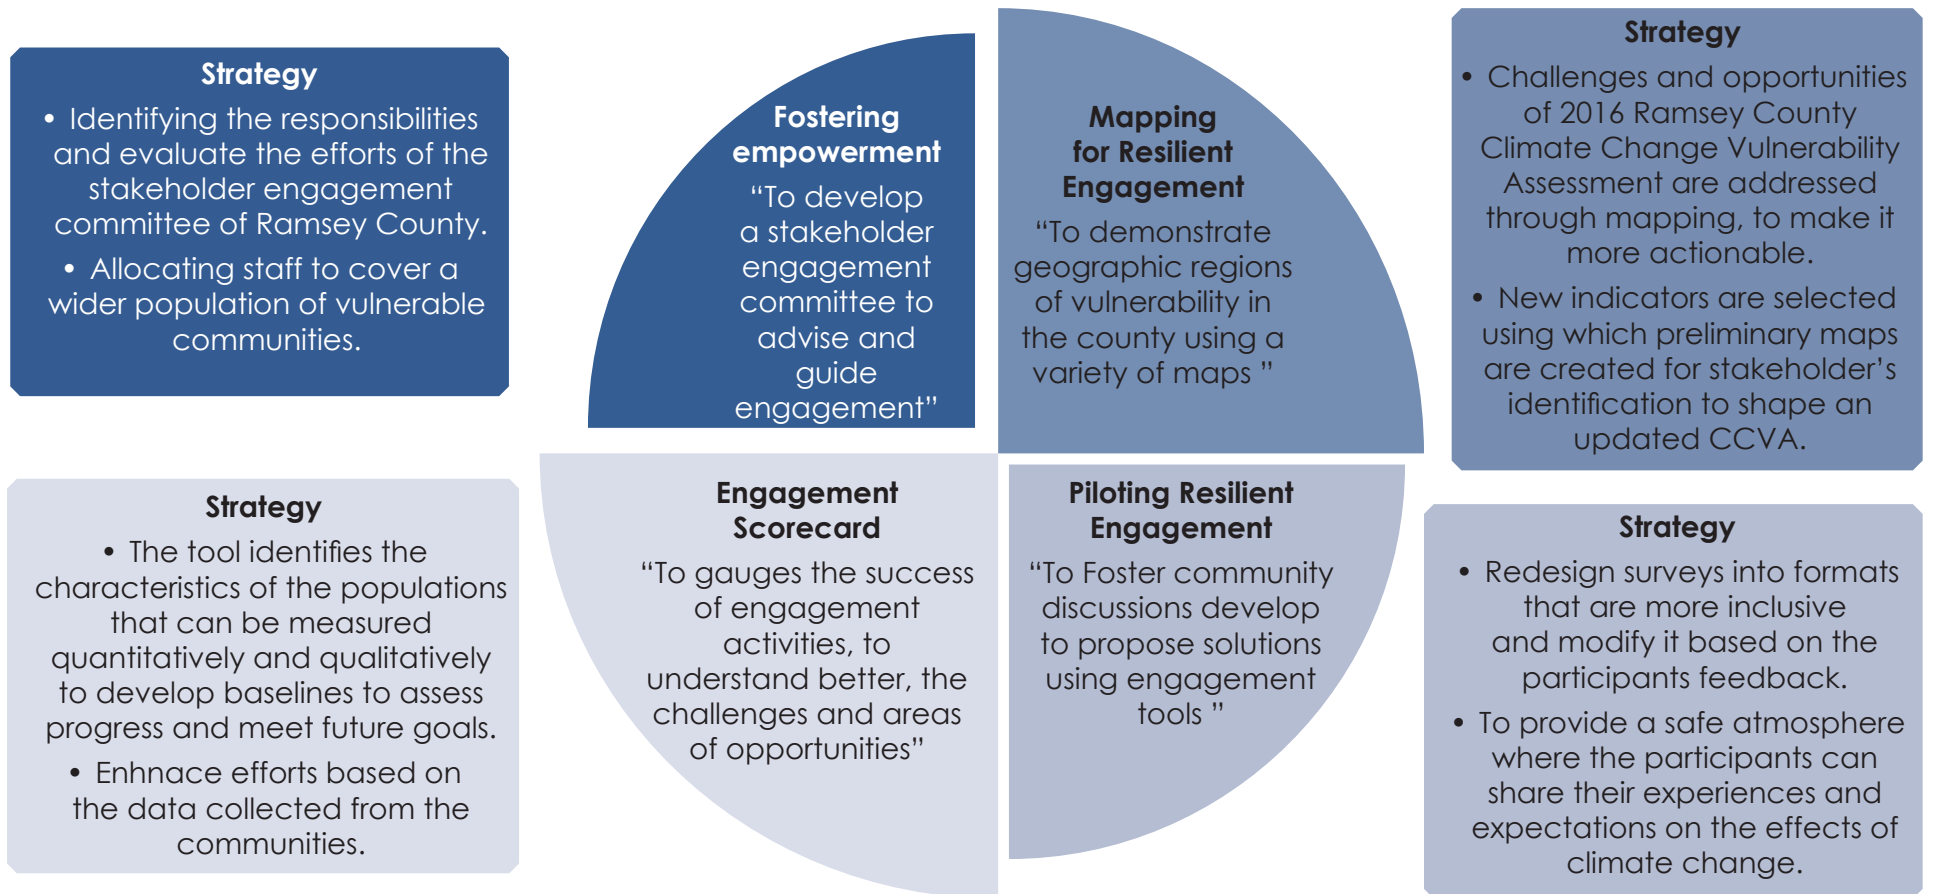 Strategy
• Identifying the responsibilities
and evaluate the efforts of the
stakeholder engagement
committee of Ramsey County.
• Allocating staff to cover a
wider population of vulnerable
communities.
Fostering
empowerment
“To develop
a stakeholder
engagement
committee to
advise and
guide
engagement”
Mapping
for Resilient
Engagement
“To demonstrate
geographic regions
of vulnerability in
the county using a
variety of maps ”
Strategy
• Challenges and opportunities
of 2016 Ramsey County
Climate Change Vulnerability
Assessment are addressed
through mapping, to make it
more actionable.
• New indicators are selected
using which preliminary maps
are created for stakeholder’s
identification to shape an
updated CCVA.
Strategy
• The tool identifies the
characteristics of the populations
that can be measured
quantitatively and qualitatively
to develop baselines to assess
progress and meet future goals.
• Enhnace efforts based on
the data collected from the
communities.
Engagement
Scorecard
“To gauges the success
of engagement
activities, to
understand better, the
challenges and areas
of opportunities”
Piloting Resilient
Engagement
“To Foster community
discussions develop
to propose solutions
using engagement
tools ”
Strategy
• Redesign surveys into formats
that are more inclusive
and modify it based on the
participants feedback.
• To provide a safe atmosphere
where the participants can
share their experiences and
expectations on the effects of
climate change.